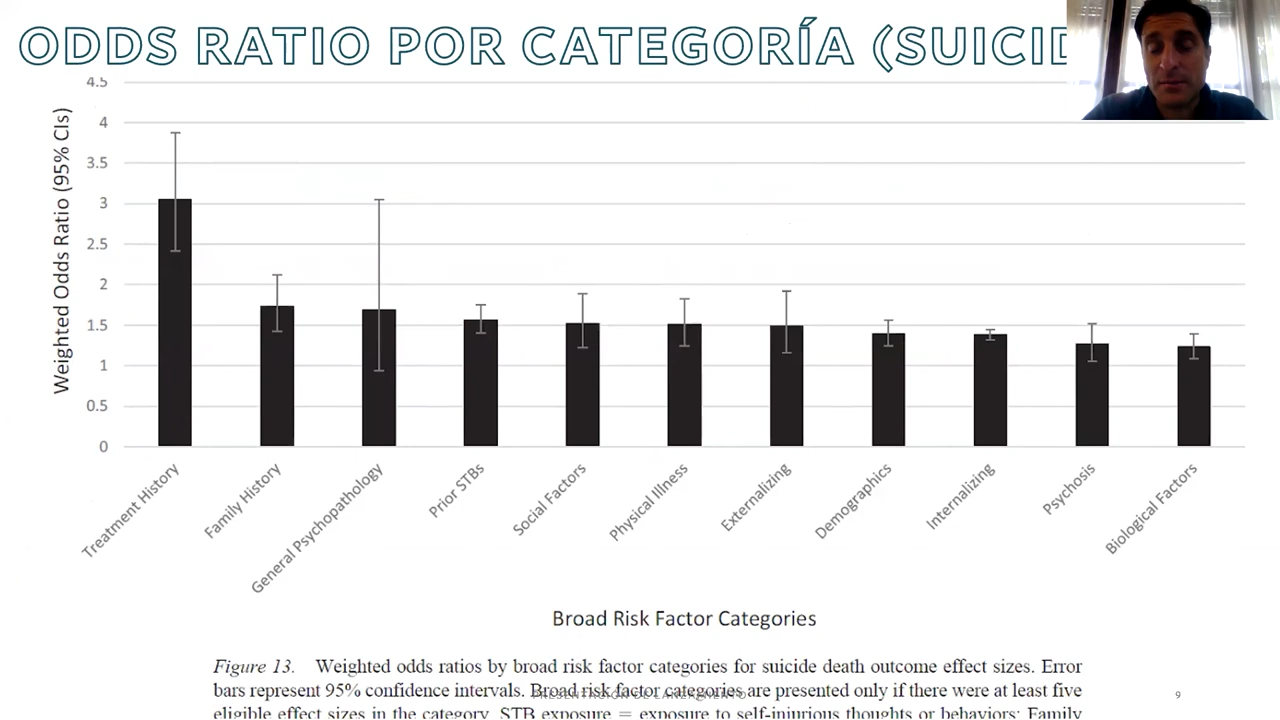 ODDS RATIO POR CATEGORÍA (SUICID
Weighted Odds Ratio (95% CIs)
4.5
4
3.5
3
2.5
2
1.5
1
0.5
0
Treatment History
Family History
General Psychopathology
Prior STBs
Social Factors
Physical Illness
Externalizing
Demographics
Internalizing
Psychosis
Biological Factors
Broad Risk Factor Categories
Figure 13. Weighted odds ratios by broad risk factor categories for suicide death outcome effect sizes. Error
bars represent 95% confidence intervals. Broad risk factor categories are presented only if there were at least five
PRESENTACIÓN DE LANZAMIENTO
9
eligible effect sizes in the category. STB exposure = exposure to self-injurious thoughts or behaviors; Family